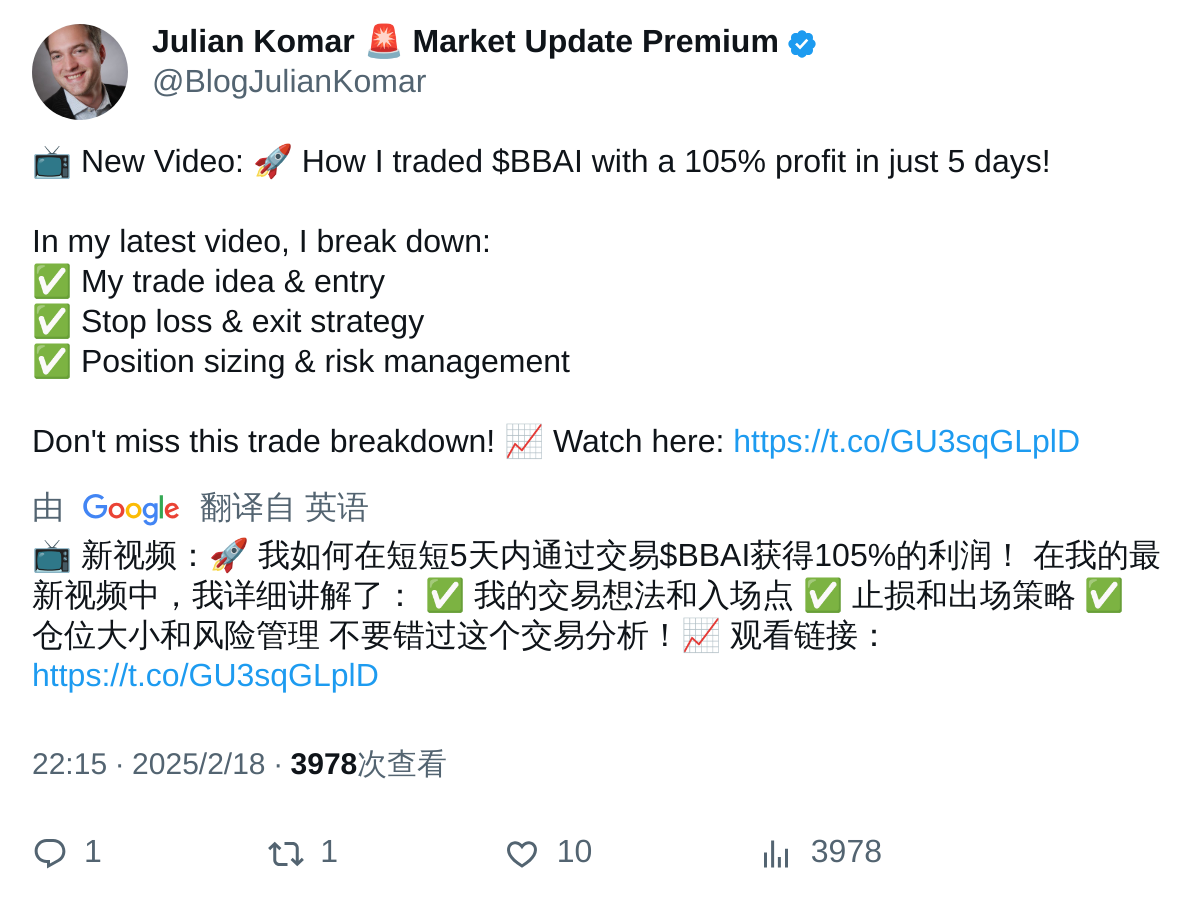 Julian Komar 🚨 Market Update Premium
@BlogJulianKomar
📺 New Video: 🚀 How I traded $BBAI with a 105% profit in just 5 days!
In my latest video, I break down:
✅ My trade idea & entry
✅ Stop loss & exit strategy
✅ Position sizing & risk management
Don't miss this trade breakdown! 📈 Watch here: https://t.co/GU3sqGLplD
由 Google 翻译自 英语
📺 新视频：🚀 我如何在短短5天内通过交易$BBAI获得105%的利润！ 在我的最
新视频中，我详细讲解了： ✅ 我的交易想法和入场点 ✅ 止损和出场策略 ✅
仓位大小和风险管理 不要错过这个交易分析！📈 观看链接：
https://t.co/GU3sqGLplD
22:15 · 2025/2/18 · 3978次查看
1 1 10 3978